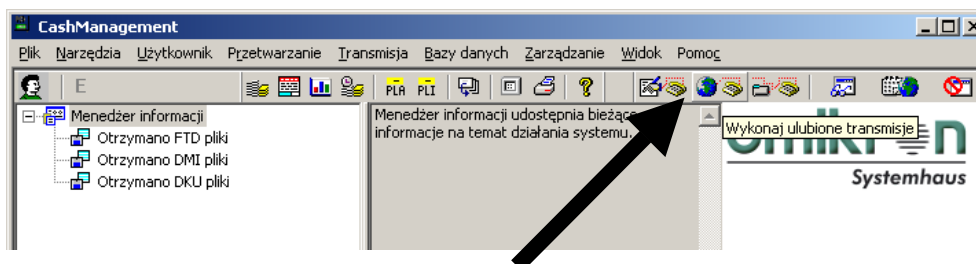 CashManagement
Plik Narzędzia Użytkownik Przetwarzanie Transmisja Bazy danych Zarządzanie Widok Pomoc
E PLA PLI
Menedżer informacji
Otrzymano FTD pliki
Otrzymano DMI pliki
Otrzymano DKU pliki
Menedżer informacji udostępnia bieżące
informacje na temat działania systemu.
Wykonaj ulubione transmisje
Systemhaus